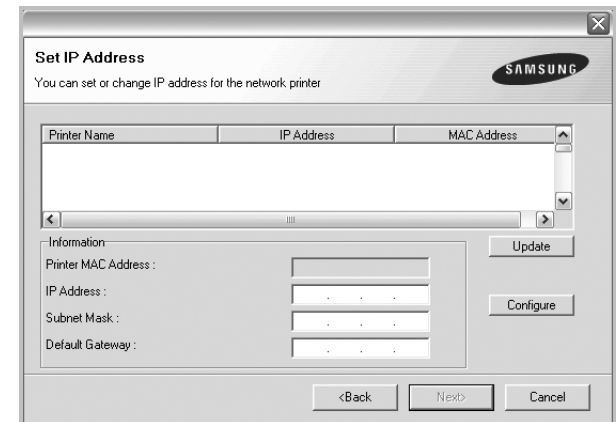 Set IP Address
You can set or change IP address for the network printer
SAMSUNG
Printer Name IP Address MAC Address
Information
Printer MAC Address :
IP Address : . . .
Subnet Mask : . . .
Default Gateway : . . .
Update
Configure
<Back Next> Cancel